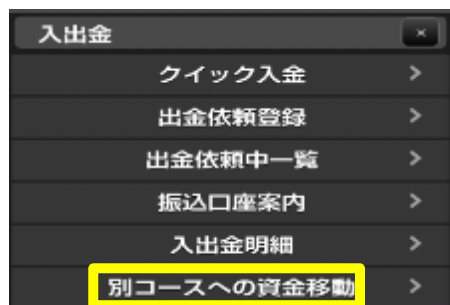 入出金
クイック入金
出金依頼登録
出金依頼中一覧
振込口座案内
入出金明細
別コースへの資金移動